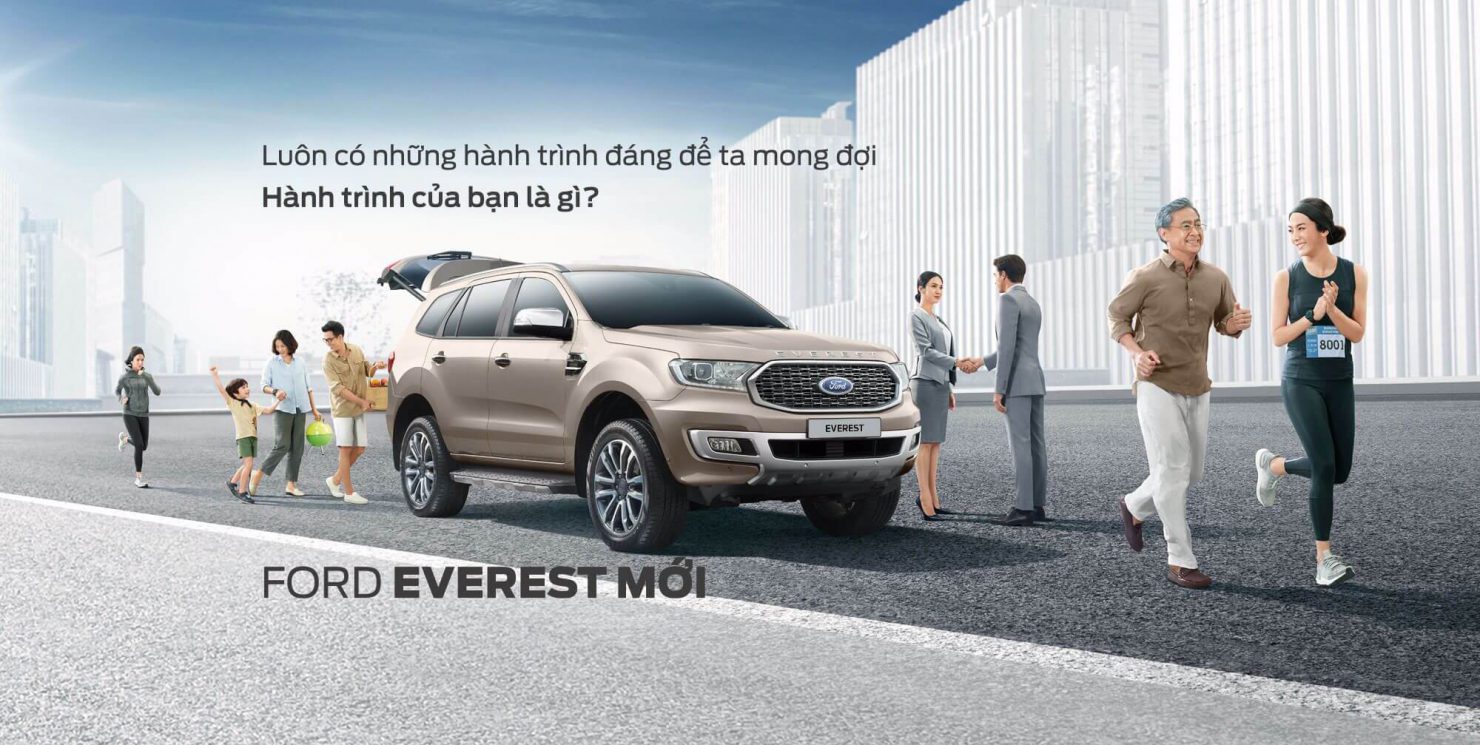 Luôn có những hành trình đáng để ta mong đợi
Hành trình của bạn là gì?
EVEREST
Ford
EVEREST
8001
FORD EVEREST MỚI